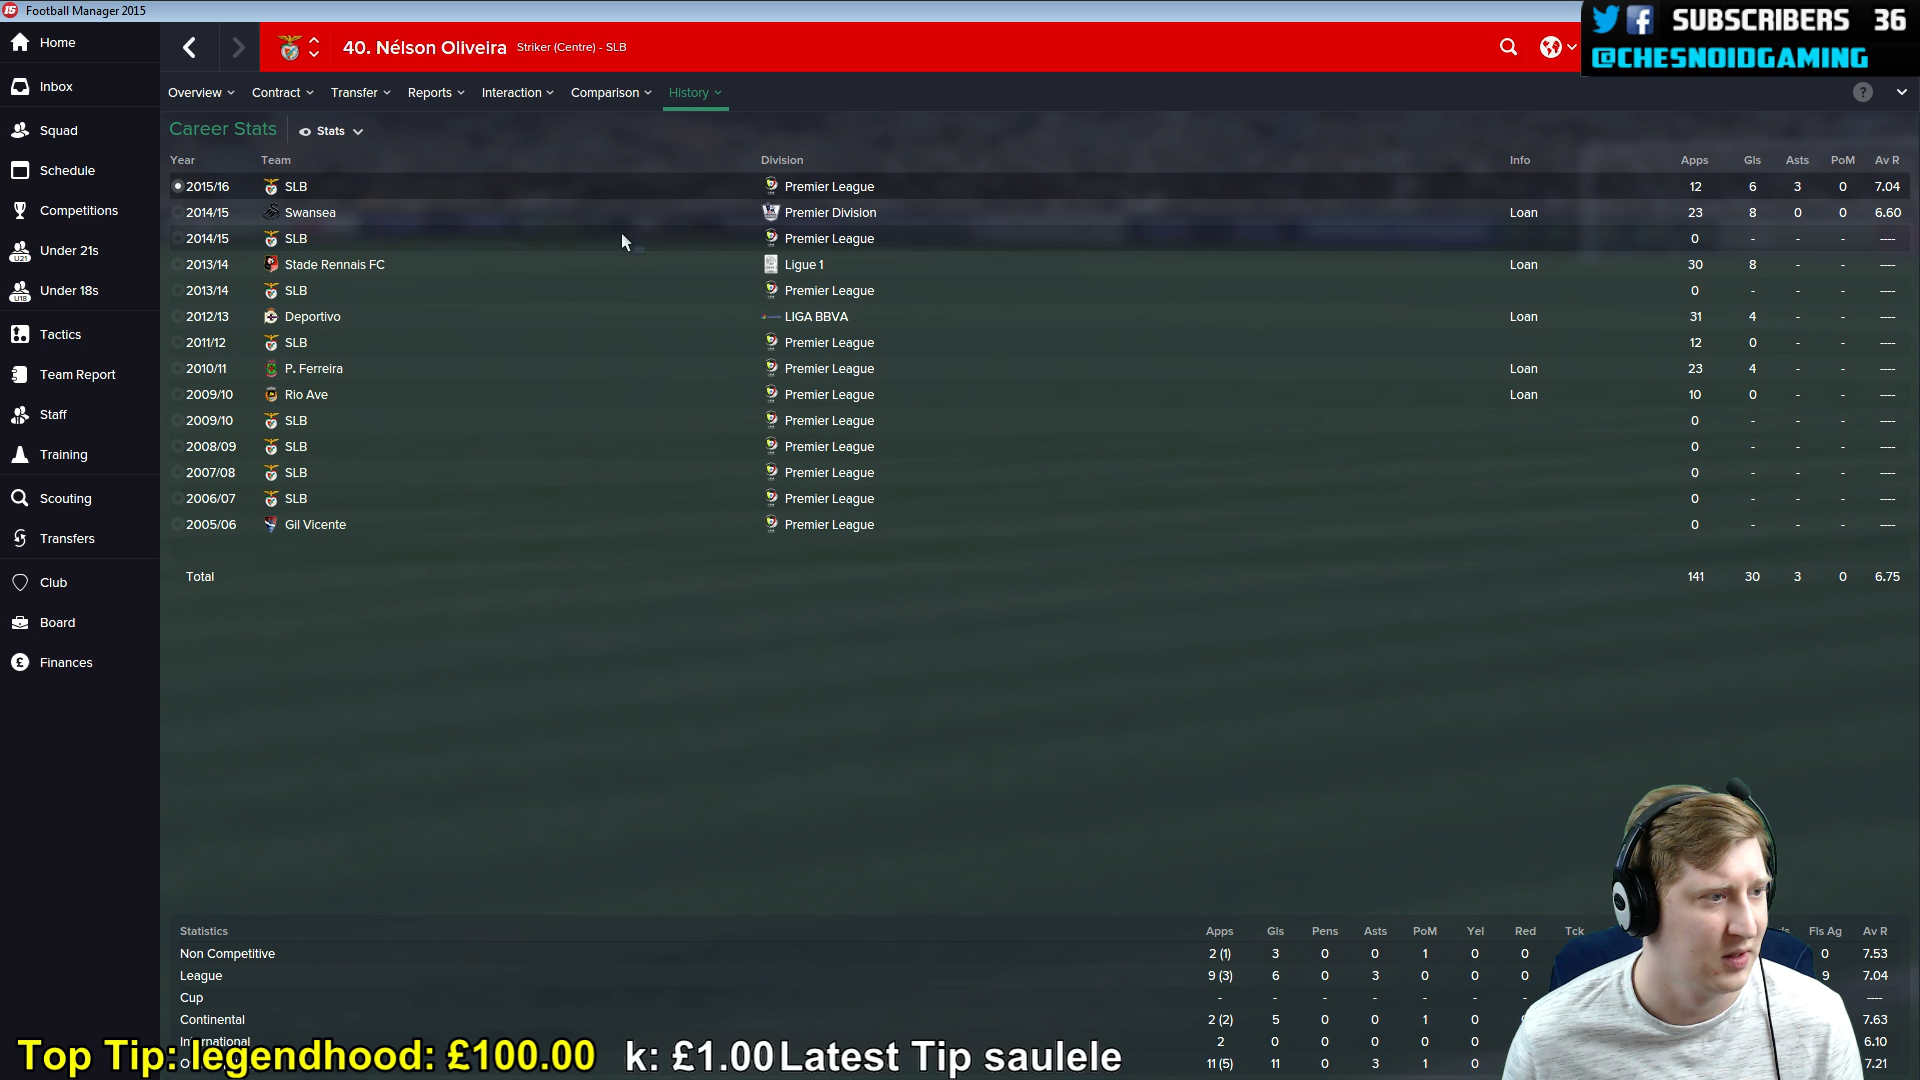 Football Manager 2015
SUBSCRIBERS 36
@CHESNOIDGAMING
Home
Inbox
Squad
Schedule
Competitions
Under 21s
Under 18s
Tactics
Team Report
Staff
Training
Scouting
Transfers
Club
Board
Finances
40. Nélson Oliveira Striker (Centre) - SLB
Overview Contract Transfer Reports Interaction Comparison History
Career Stats Stats
Year Team Division Info Apps Gls Asts PoM Av R
2015/16 SLB Premier League 12 6 3 0 7.04
2014/15 Swansea Premier Division Loan 23 8 0 0 6.60
2014/15 SLB Premier League 0 - - - ----
2013/14 Stade Rennais FC Ligue 1 Loan 30 8 - - ----
2013/14 SLB Premier League 0 - - - ----
2012/13 Deportivo LIGA BBVA Loan 31 4 - - ----
2011/12 SLB Premier League 12 0 - - ----
2010/11 P. Ferreira Premier League Loan 23 4 - - ----
2009/10 Rio Ave Premier League Loan 10 0 - - ----
2009/10 SLB Premier League 0 - - - ----
2008/09 SLB Premier League 0 - - - ----
2007/08 SLB Premier League 0 - - - ----
2006/07 SLB Premier League 0 - - - ----
2005/06 Gil Vicente Premier League 0 - - - ----
Total 141 30 3 0 6.75
Statistics Apps Gls Pens Asts PoM Yel Red Tck Fls Ag Av R
Non Competitive 2 (1) 3 0 0 1 0 0 0 7.53
League 9 (3) 6 0 3 0 0 0 9 7.04
Cup - - - - - - - ----
Continental 2 (2) 5 0 0 1 0 7.63
International 2 0 0 0 0 0 6.10
11 (5) 11 0 3 1 0 7.21
Top Tip: legendhood: £100.00 k: £1.00 Latest Tip saulele